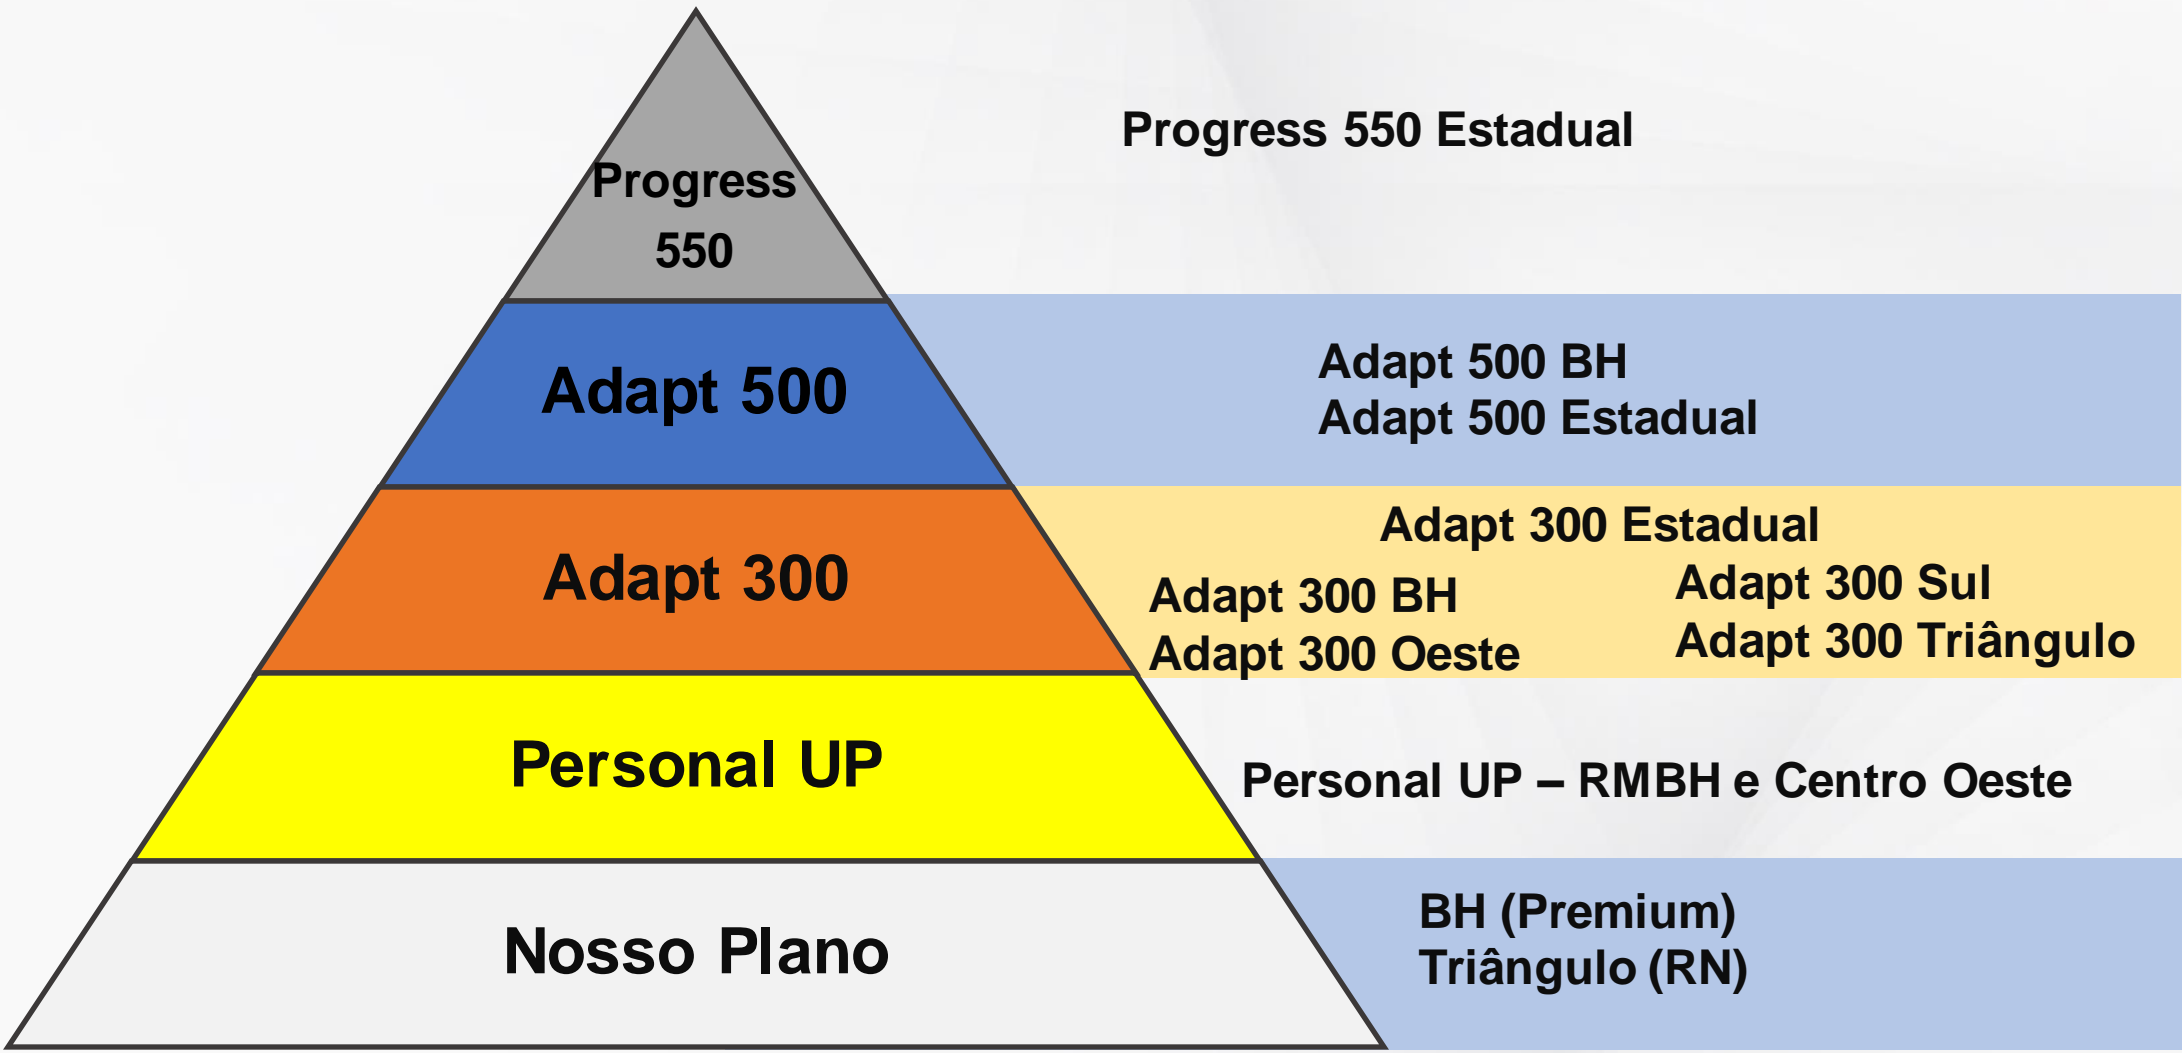 Progress
550
Progress 550 Estadual
Adapt 500
Adapt 500 BH
Adapt 500 Estadual
Adapt 300
Adapt 300 Estadual
Adapt 300 BH
Adapt 300 Oeste
Adapt 300 Sul
Adapt 300 Triângulo
Personal UP
Personal UP – RMBH e Centro Oeste
Nosso Plano
BH (Premium)
Triângulo (RN)